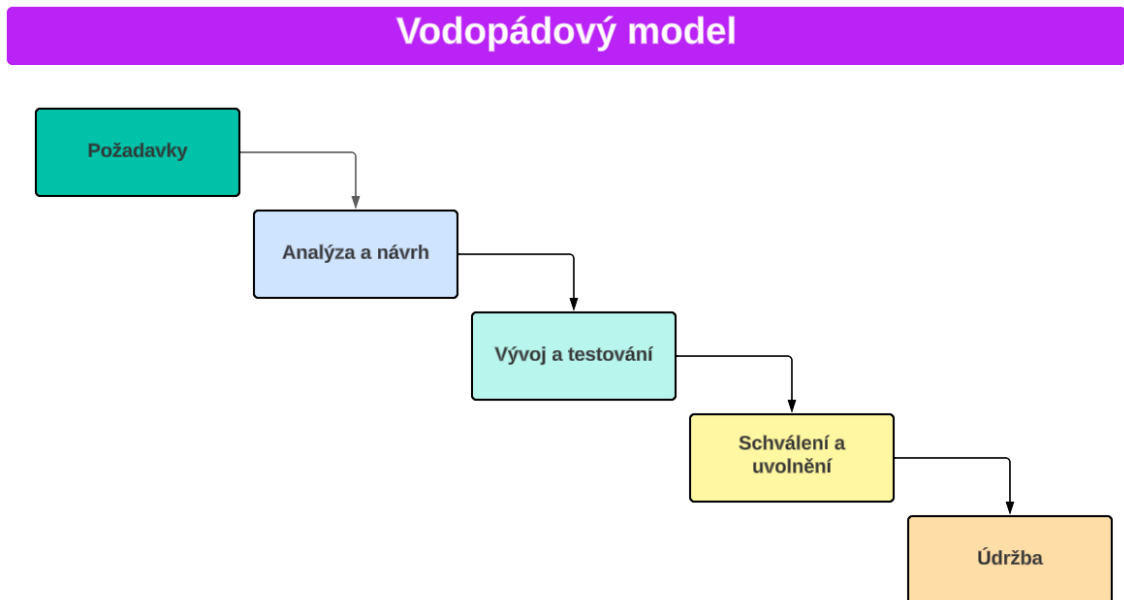 Vodopádový model
Požadavky
Analýza a návrh
Vývoj a testování
Schválení a
uvolnění
Údržba